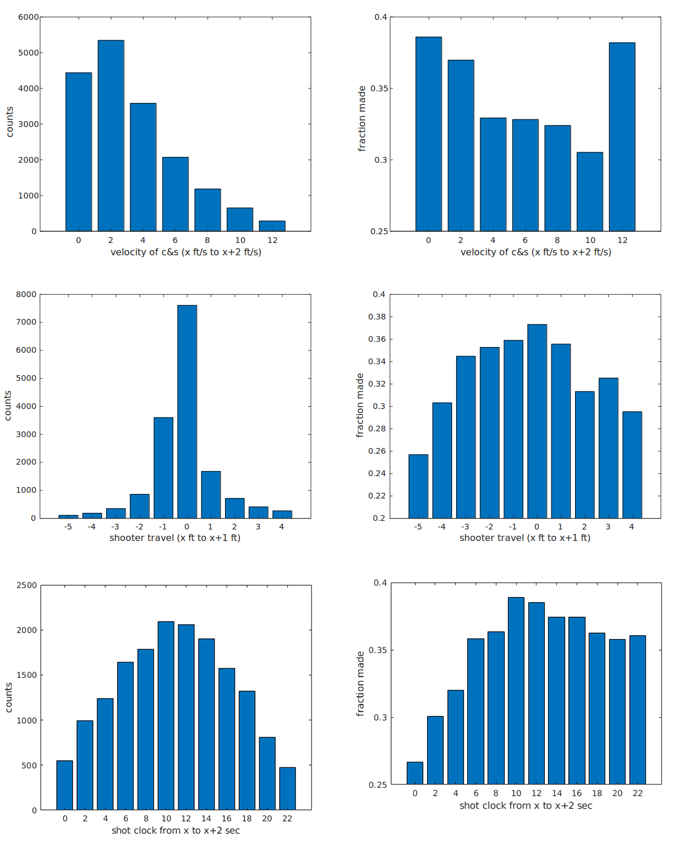 6000
5000
4000
3000
2000
1000
0
counts
0 2 4 6 8 10 12
velocity of c&s (x ft/s to x+2 ft/s)
0.4
0.35
0.3
0.25
fraction made
0 2 4 6 8 10 12
velocity of c&s (x ft/s to x+2 ft/s)
8000
7000
6000
5000
4000
3000
2000
1000
0
counts
-5 -4 -3 -2 -1 0 1 2 3 4
shooter travel (x ft to x+1 ft)
0.4
0.38
0.36
0.34
0.32
0.3
0.28
0.26
0.24
0.22
0.2
fraction made
-5 -4 -3 -2 -1 0 1 2 3 4
shooter travel (x ft to x+1 ft)
2500
2000
1500
1000
500
0
counts
0 2 4 6 8 10 12 14 16 18 20 22
shot clock from x to x+2 sec
0.4
0.35
0.3
0.25
fraction made
0 2 4 6 8 10 12 14 16 18 20 22
shot clock from x to x+2 sec